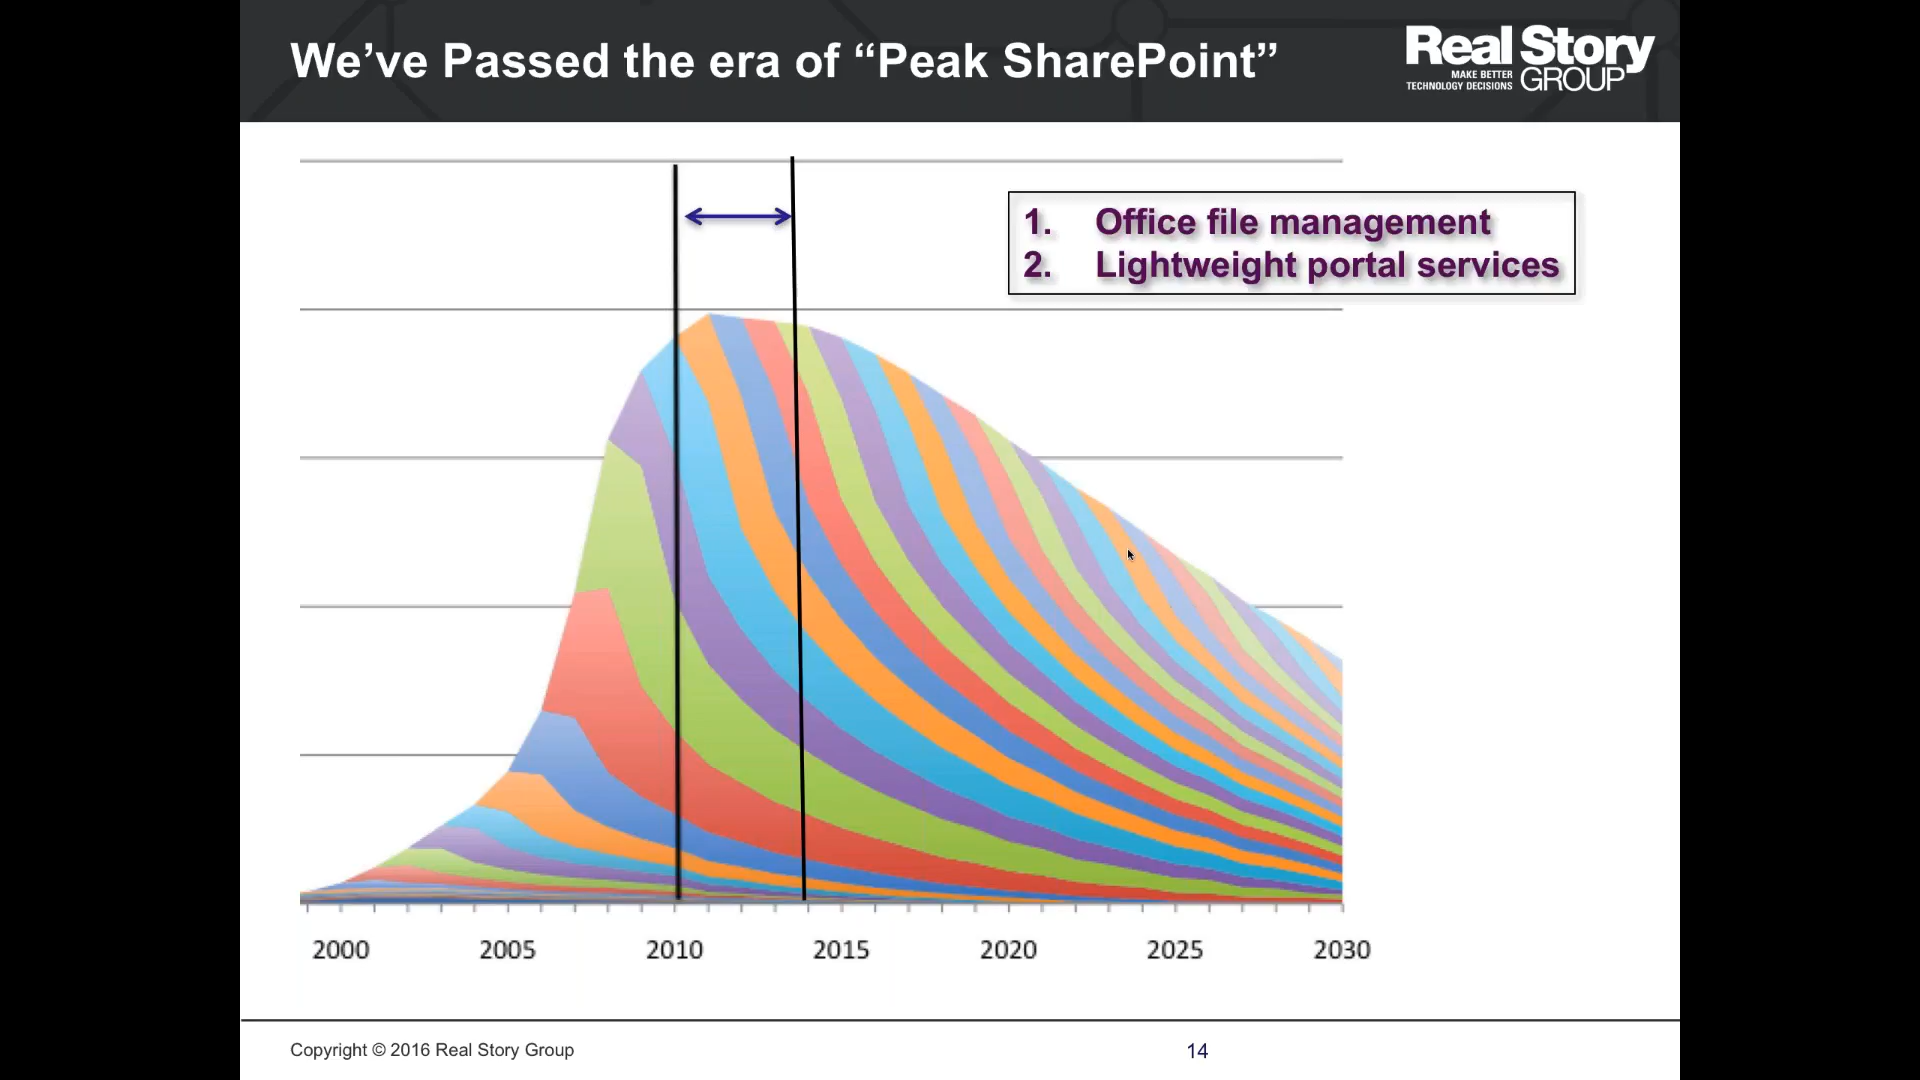 We’ve Passed the era of “Peak SharePoint”
Real Story
MAKE BETTER
TECHNOLOGY DECISIONS
GROUP
1. Office file management
2. Lightweight portal services
2000 2005 2010 2015 2020 2025 2030
Copyright © 2016 Real Story Group
14